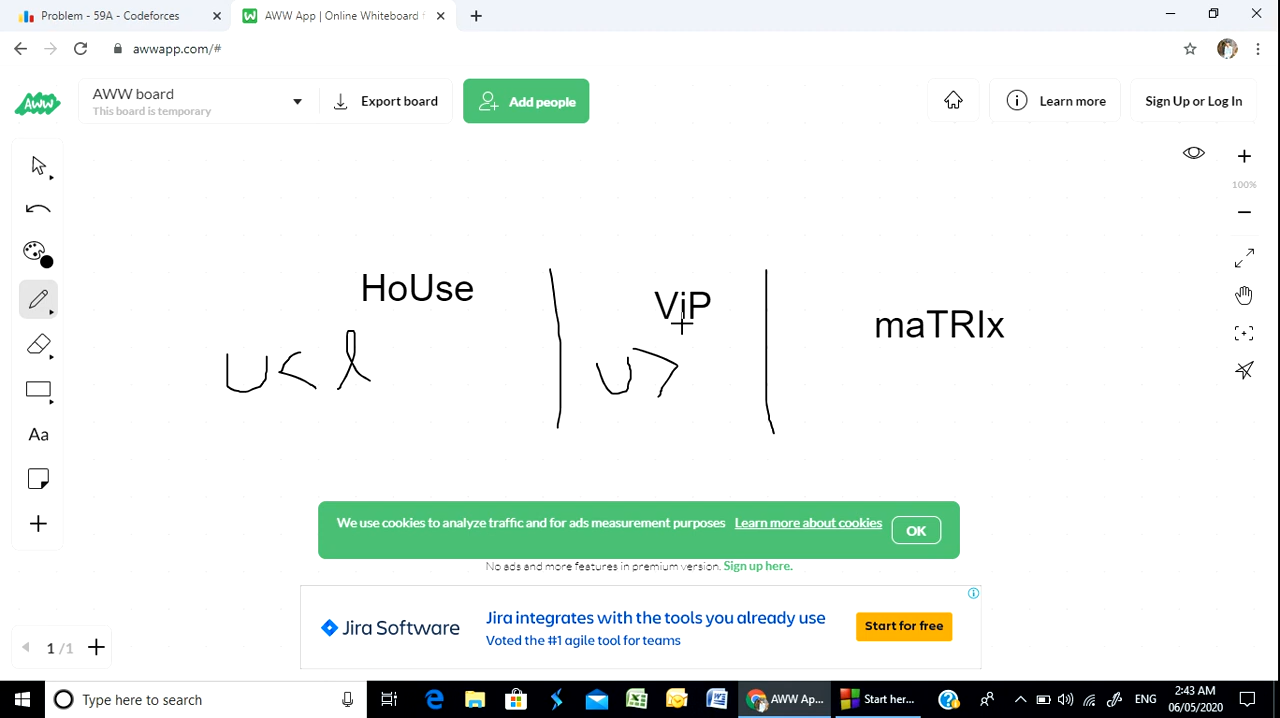 Problem - 59A - Codeforces
AWW App | Online Whiteboard f
awwapp.com/#
AWW
AWW board
This board is temporary
Export board
Add people
Learn more
Sign Up or Log In
100%
HoUse
ViP
maTRIx
U < l
U >
Aa
We use cookies to analyze traffic and for ads measurement purposes Learn more about cookies OK
No ads and more features in premium version. Sign up here.
Jira Software
Jira integrates with the tools you already use
Voted the #1 agile tool for teams
Start for free
1 / 1
Type here to search
AWW Ap...
Start her...
ENG
2:43 AM
06/05/2020